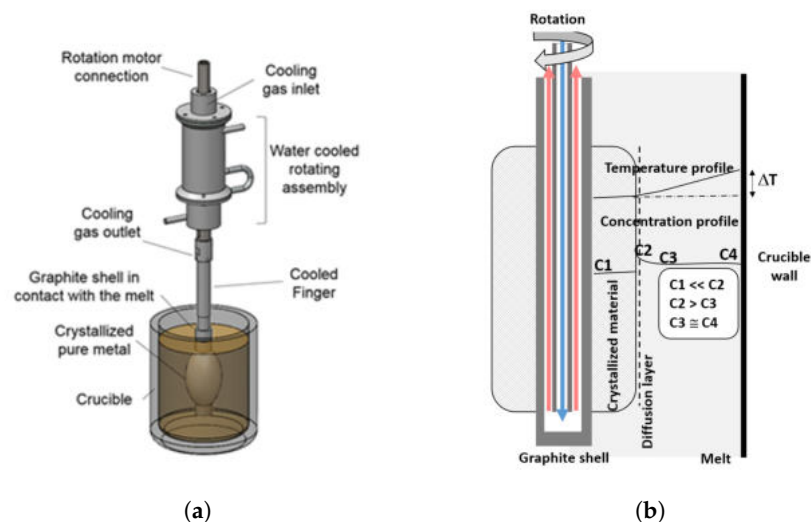 Rotation motor
connection
Cooling
gas inlet
Water cooled
rotating
assembly
Cooling
gas outlet
Graphite shell in
contact with the melt
Cooled
Finger
Crystallized
pure metal
Crucible
(a)
Rotation
Temperature profile
ΔT
Concentration profile
C1
C2
C3
C4
Crucible
wall
C1 << C2
C2 > C3
C3 ≅ C4
Crystallized material
Diffusion layer
Graphite shell
Melt
(b)